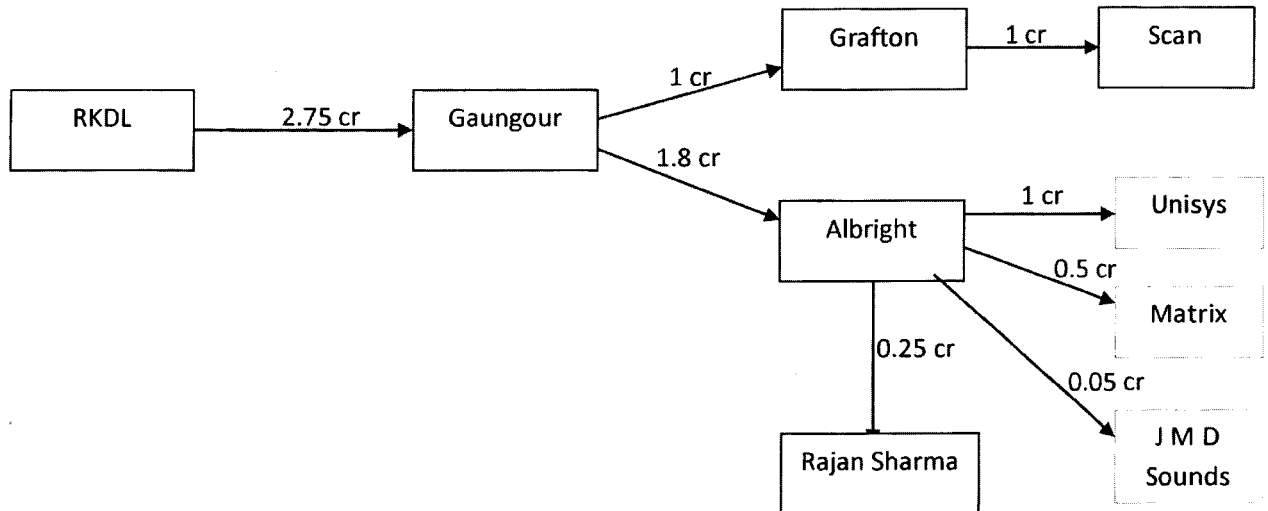 Grafton
1 cr
Scan
RKDL
2.75 cr
Gaungour
1 cr
1.8 cr
Albright
1 cr
Unisys
0.5 cr
Matrix
0.25 cr
0.05 cr
Rajan Sharma
J M D
Sounds